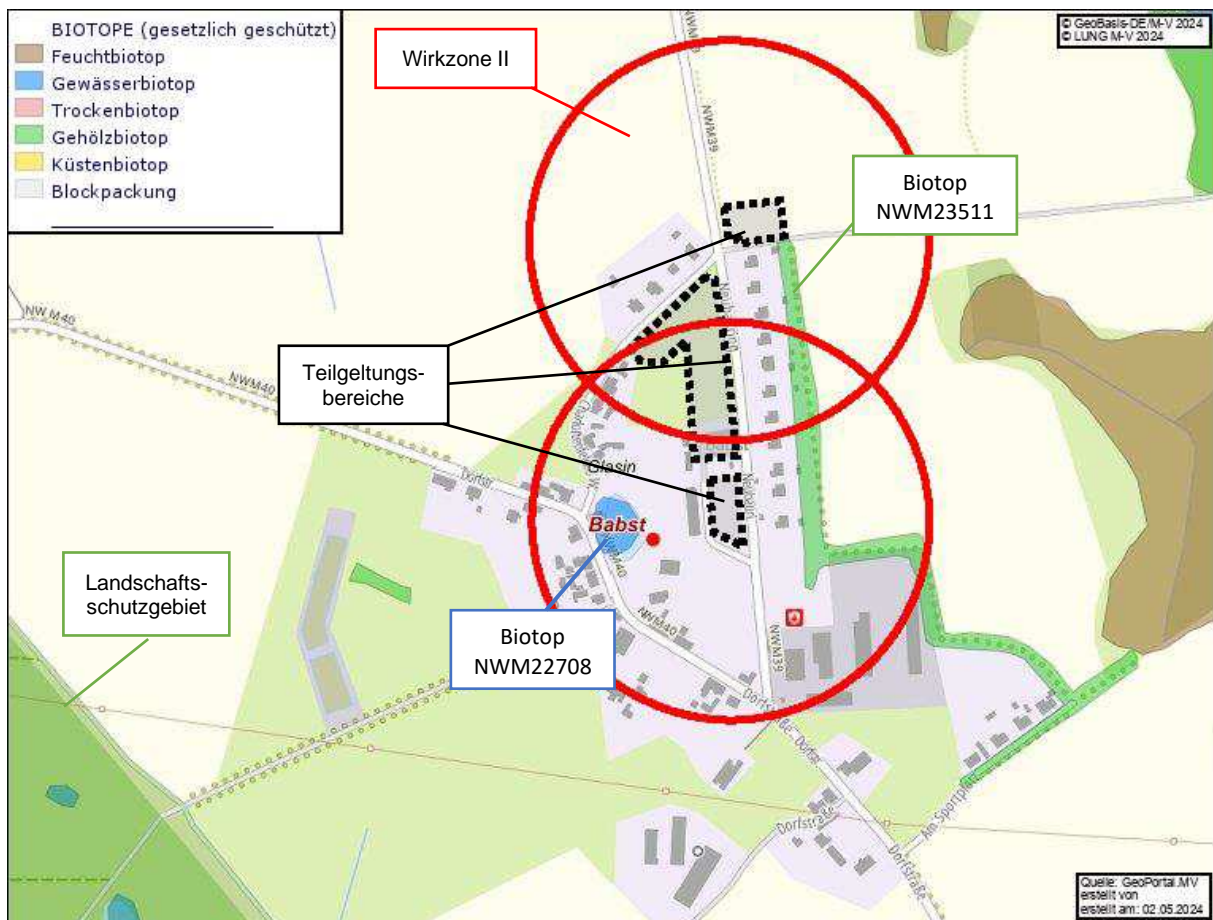 BIOTOPE (gesetzlich geschützt)
Feuchtbiotop
Gewässerbiotop
Trockenbiotop
Gehölzbiotop
Küstenbiotop
Blockpackung
Wirkzone II
© GeoBasis-DE/M-V 2024
© LUNG M-V 2024
NWM39
Biotop
NWM23511
NWM40
NWM40
Teilgeltungs-
bereiche
Glasin
Dorfstr.
Babst
NWM40
Landschafts-
schutzgebiet
Biotop
NWM22708
NWM40
NWM39
Dorfstraße
Dorfstr.
Dorfstraße
Dorfstraße
Am Sportplatz
Quelle: GeoPortal.MV
erstellt von
erstellt am: 02.05.2024